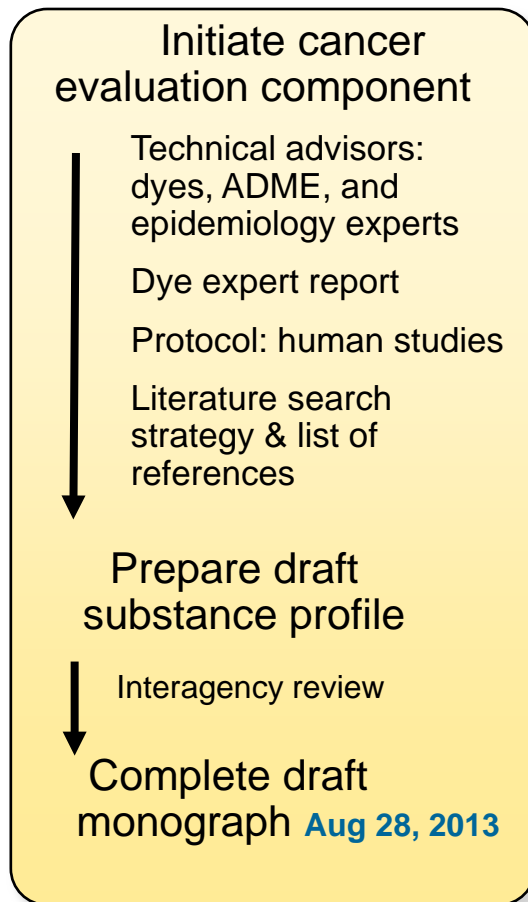 Initiate cancer
evaluation component
Technical advisors:
dyes, ADME, and
epidemiology experts
Dye expert report
Protocol: human studies
Literature search
strategy & list of
references
Prepare draft
substance profile
Interagency review
Complete draft
monograph Aug 28, 2013